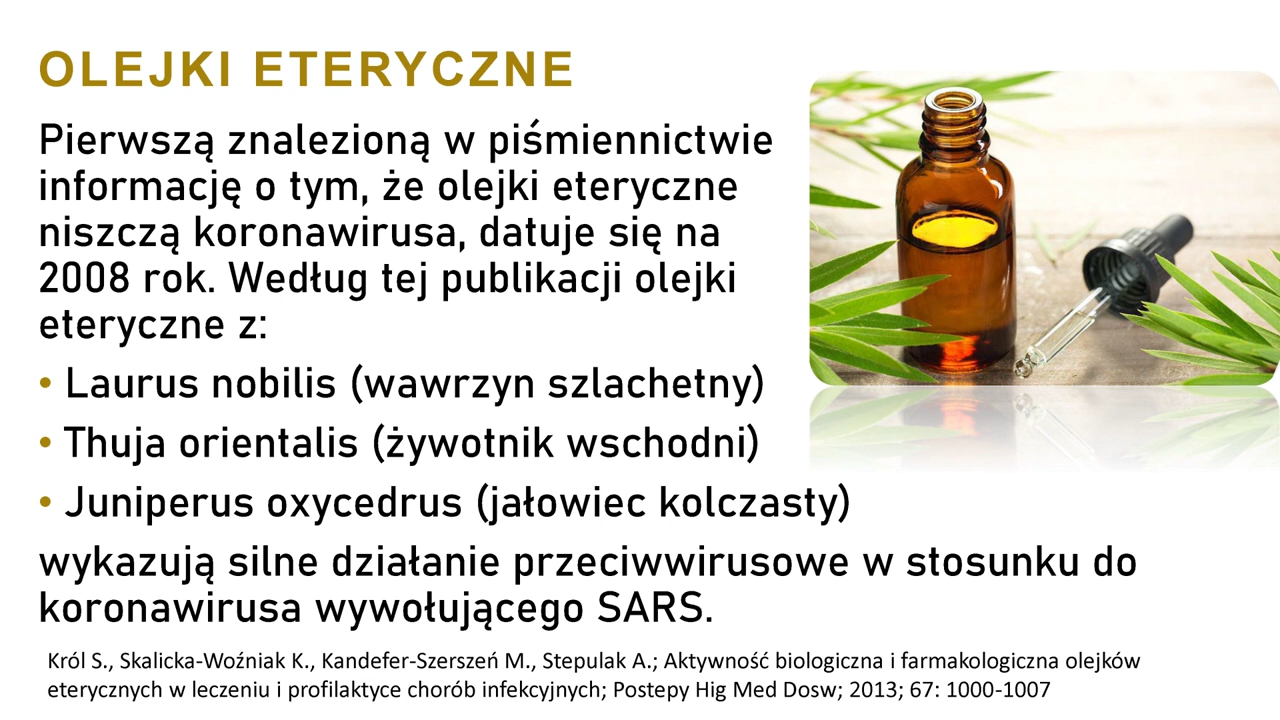 OLEJKI ETERYCZNE
Pierwszą znalezioną w piśmiennictwie
informację o tym, że olejki eteryczne
niszczą koronawirusa, datuje się na
2008 rok. Według tej publikacji olejki
eteryczne z:
• Laurus nobilis (wawrzyn szlachetny)
• Thuja orientalis (żywotnik wschodni)
• Juniperus oxycedrus (jałowiec kolczasty)
wykazują silne działanie przeciwwirusowe w stosunku do
koronawirusa wywołującego SARS.
Król S., Skalicka-Woźniak K., Kandefer-Szerszeń M., Stepulak A.; Aktywność biologiczna i farmakologiczna olejków
eterycznych w leczeniu i profilaktyce chorób infekcyjnych; Postepy Hig Med Dosw; 2013; 67: 1000-1007